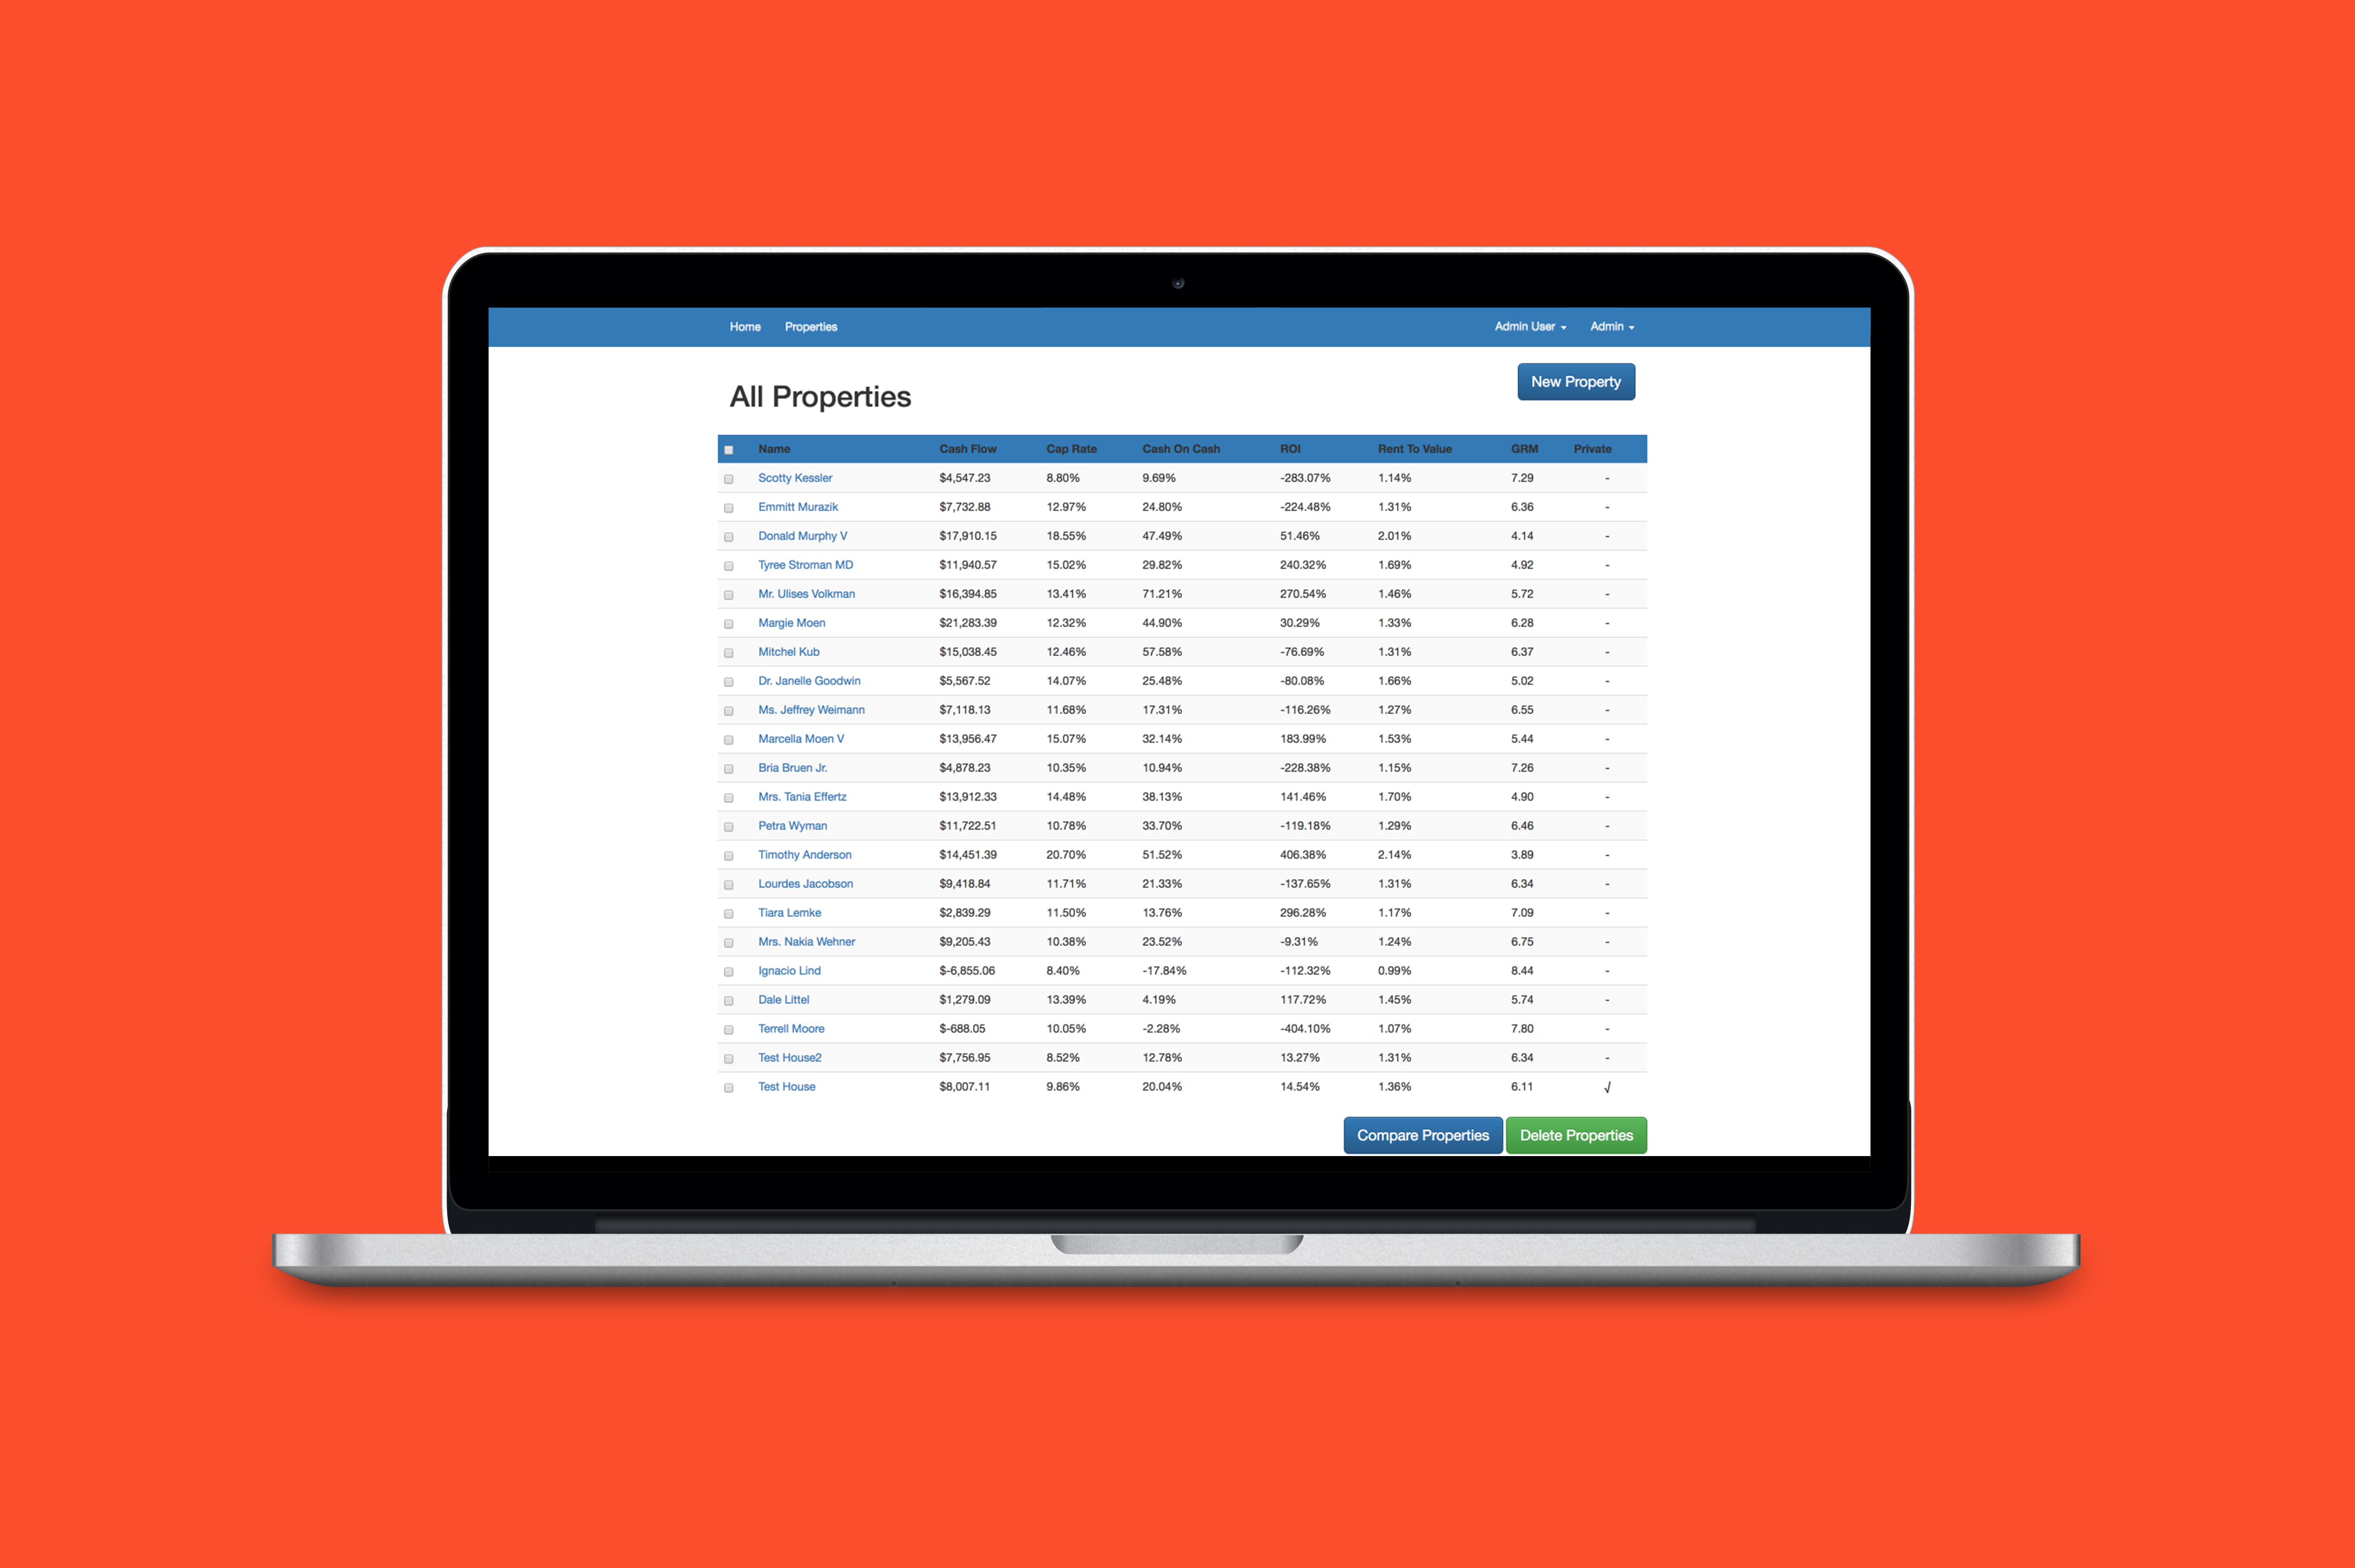 Home Properties Admin User Admin
All Properties New Property
Name Cash Flow Cap Rate Cash On Cash ROI Rent To Value GRM Private
Scotty Kessler $4,547.23 8.80% 9.69% -283.07% 1.14% 7.29 -
Emmitt Murazik $7,732.88 12.97% 24.80% -224.48% 1.31% 6.36 -
Donald Murphy V $17,910.15 18.55% 47.49% 51.46% 2.01% 4.14 -
Tyree Stroman MD $11,940.57 15.02% 29.82% 240.32% 1.69% 4.92 -
Mr. Ulises Volkman $16,394.85 13.41% 71.21% 270.54% 1.46% 5.72 -
Margie Moen $21,283.39 12.32% 44.90% 30.29% 1.33% 6.28 -
Mitchel Kub $15,038.45 12.46% 57.58% -76.69% 1.31% 6.37 -
Dr. Janelle Goodwin $5,567.52 14.07% 25.48% -80.08% 1.66% 5.02 -
Ms. Jeffrey Weimann $7,118.13 11.68% 17.31% -116.26% 1.27% 6.55 -
Marcella Moen V $13,956.47 15.07% 32.14% 183.99% 1.53% 5.44 -
Bria Bruen Jr. $4,878.23 10.35% 10.94% -228.38% 1.15% 7.26 -
Mrs. Tania Effertz $13,912.33 14.48% 38.13% 141.46% 1.70% 4.90 -
Petra Wyman $11,722.51 10.78% 33.70% -119.18% 1.29% 6.46 -
Timothy Anderson $14,451.39 20.70% 51.52% 406.38% 2.14% 3.89 -
Lourdes Jacobson $9,418.84 11.71% 21.33% -137.65% 1.31% 6.34 -
Tiara Lemke $2,839.29 11.50% 13.76% 296.28% 1.17% 7.09 -
Mrs. Nakia Wehner $9,205.43 10.38% 23.52% -9.31% 1.24% 6.75 -
Ignacio Lind $-6,855.06 8.40% -17.84% -112.32% 0.99% 8.44 -
Dale Littel $1,279.09 13.39% 4.19% 117.72% 1.45% 5.74 -
Terrell Moore $-688.05 10.05% -2.28% -404.10% 1.07% 7.80 -
Test House2 $7,756.95 8.52% 12.78% 13.27% 1.31% 6.34 -
Test House $8,007.11 9.86% 20.04% 14.54% 1.36% 6.11 √
Compare Properties Delete Properties